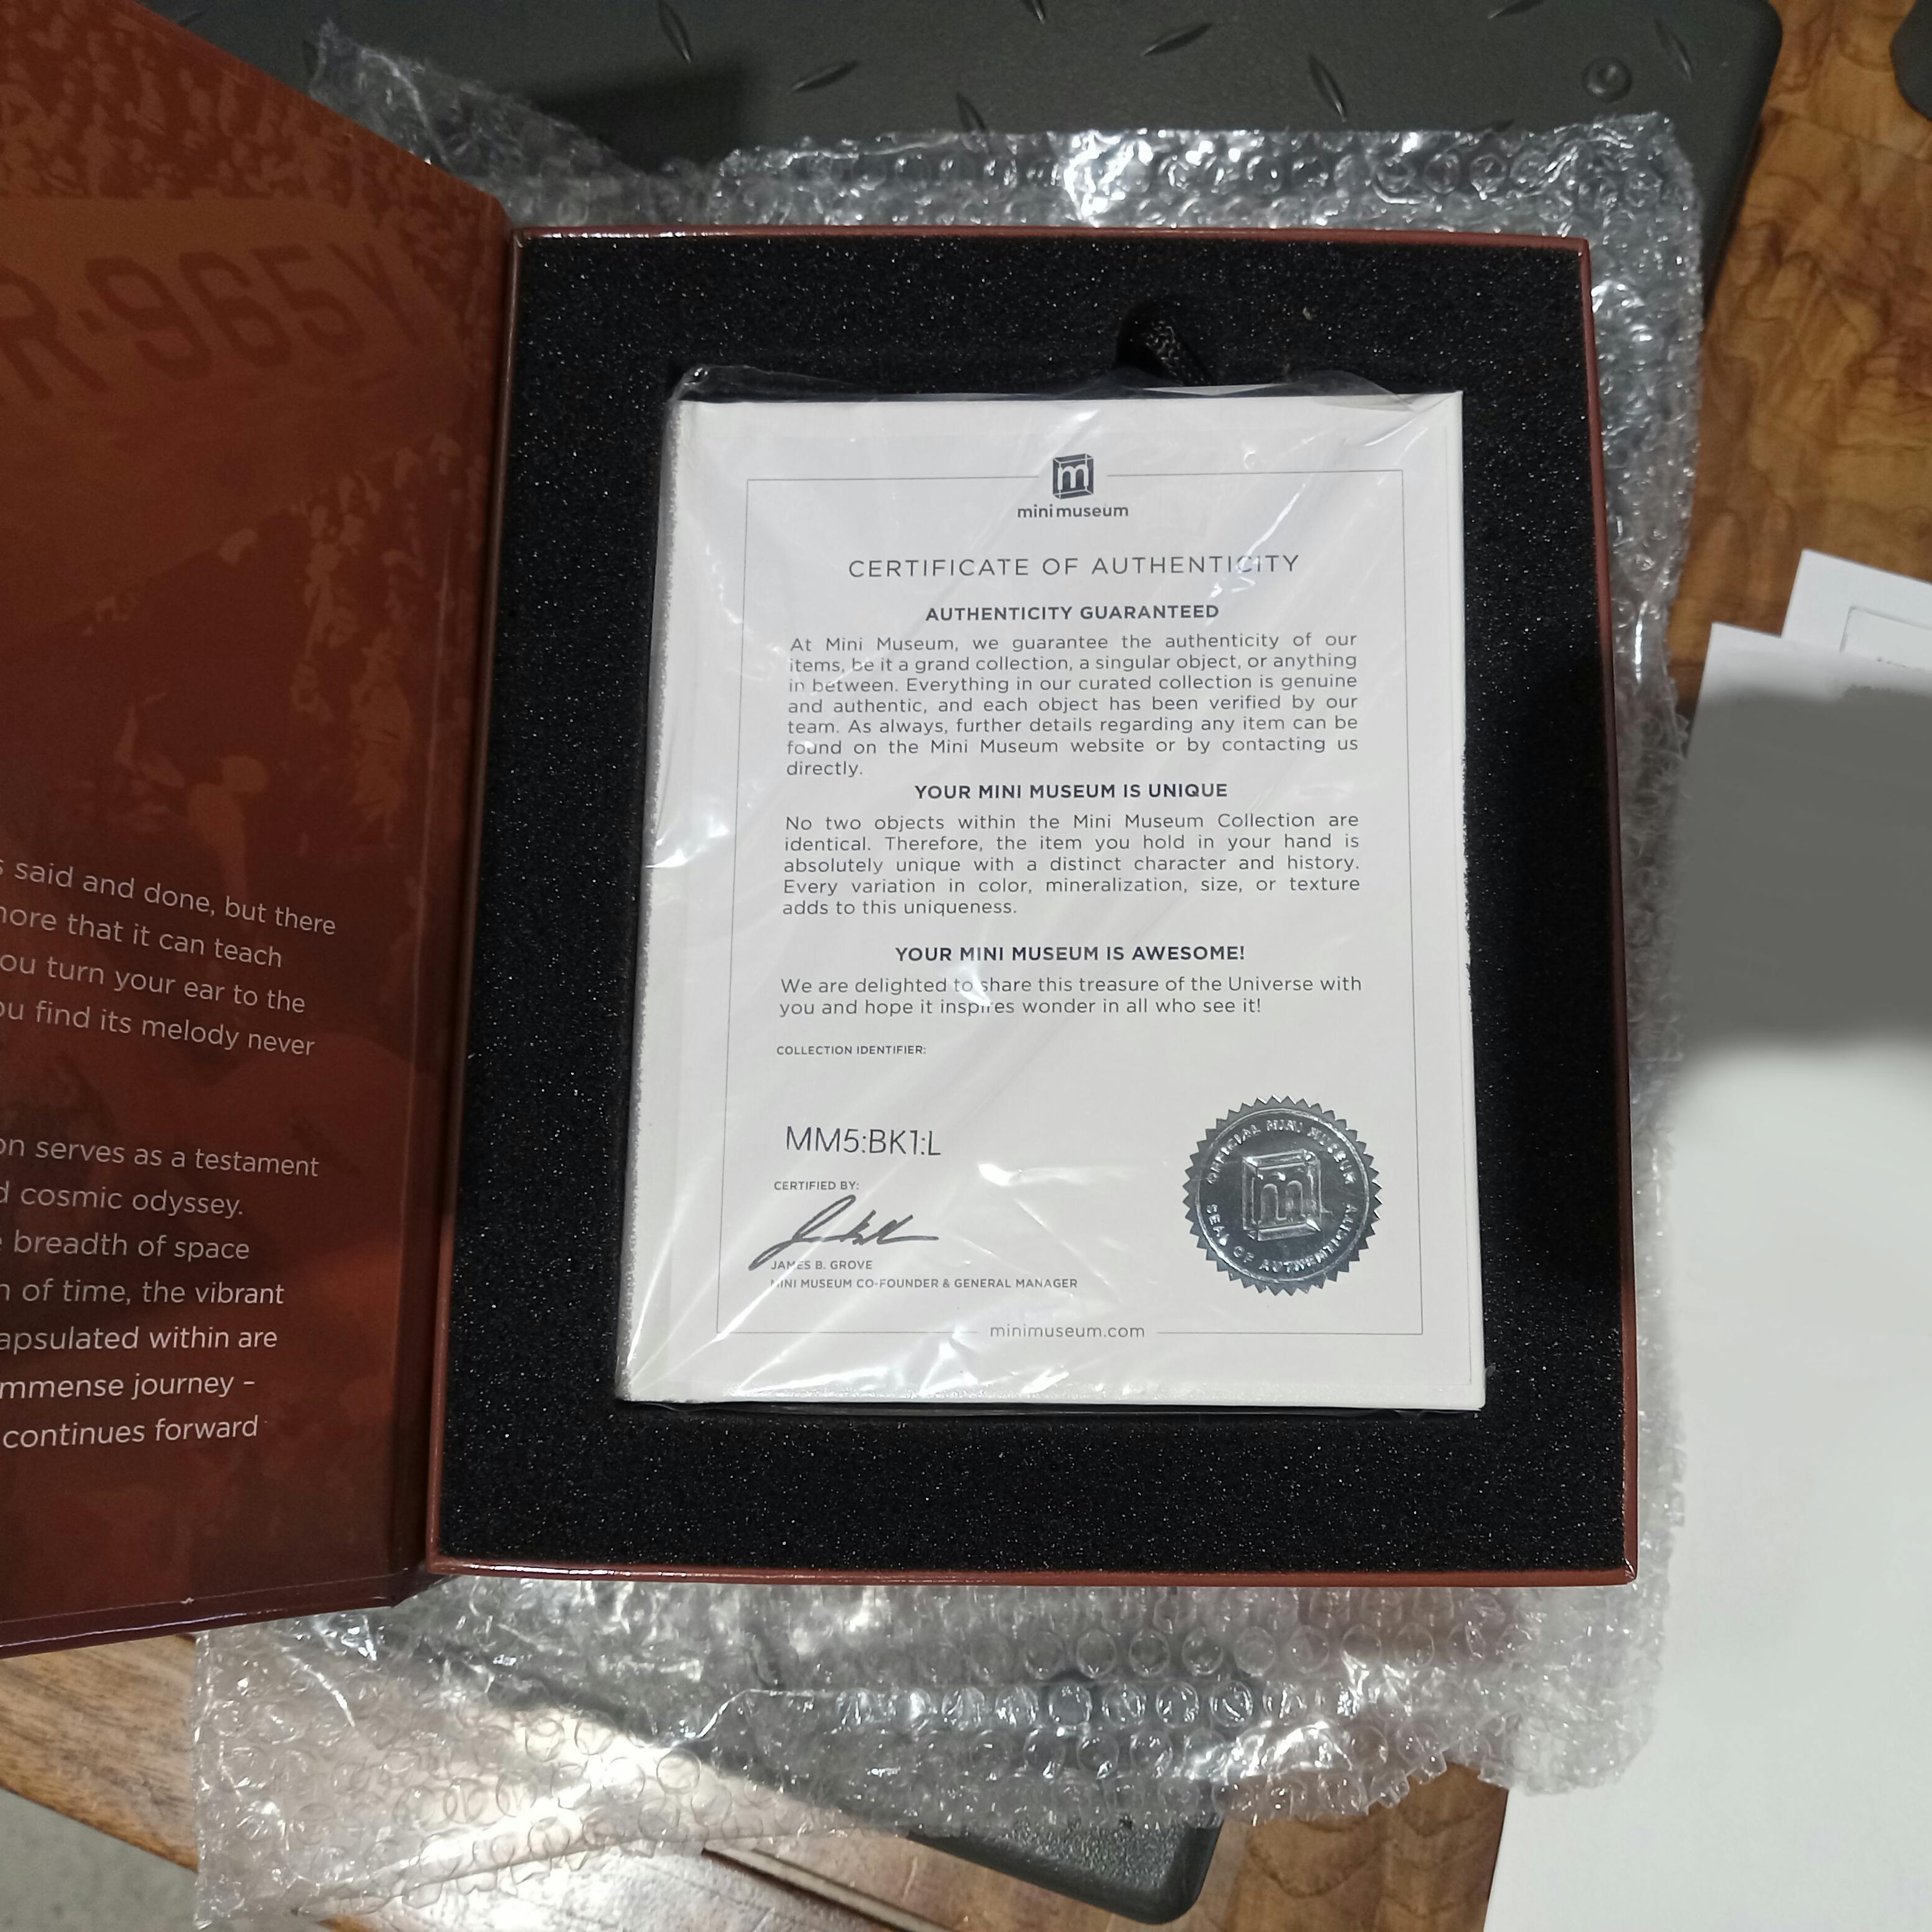 R·965Y
s said and done, but there
more that it can teach
ou turn your ear to the
ou find its melody never
on serves as a testament
d cosmic odyssey.
e breadth of space
h of time, the vibrant
apsulated within are
mmense journey –
continues forward
m
mini museum
CERTIFICATE OF AUTHENTICITY
AUTHENTICITY GUARANTEED
At Mini Museum, we guarantee the authenticity of our
items, be it a grand collection, a singular object, or anything
in between. Everything in our curated collection is genuine
and authentic, and each object has been verified by our
team. As always, further details regarding any item can be
found on the Mini Museum website or by contacting us
directly.
YOUR MINI MUSEUM IS UNIQUE
No two objects within the Mini Museum Collection are
identical. Therefore, the item you hold in your hand is
absolutely unique with a distinct character and history.
Every variation in color, mineralization, size, or texture
adds to this uniqueness.
YOUR MINI MUSEUM IS AWESOME!
We are delighted to share this treasure of the Universe with
you and hope it inspires wonder in all who see it!
COLLECTION IDENTIFIER:
MM5:BK1:L
CERTIFIED BY:
JAMES B. GROVE
MINI MUSEUM CO-FOUNDER & GENERAL MANAGER
OFFICIAL MINI MUSEUM
m
SEAL OF AUTHENTICITY
minimuseum.com